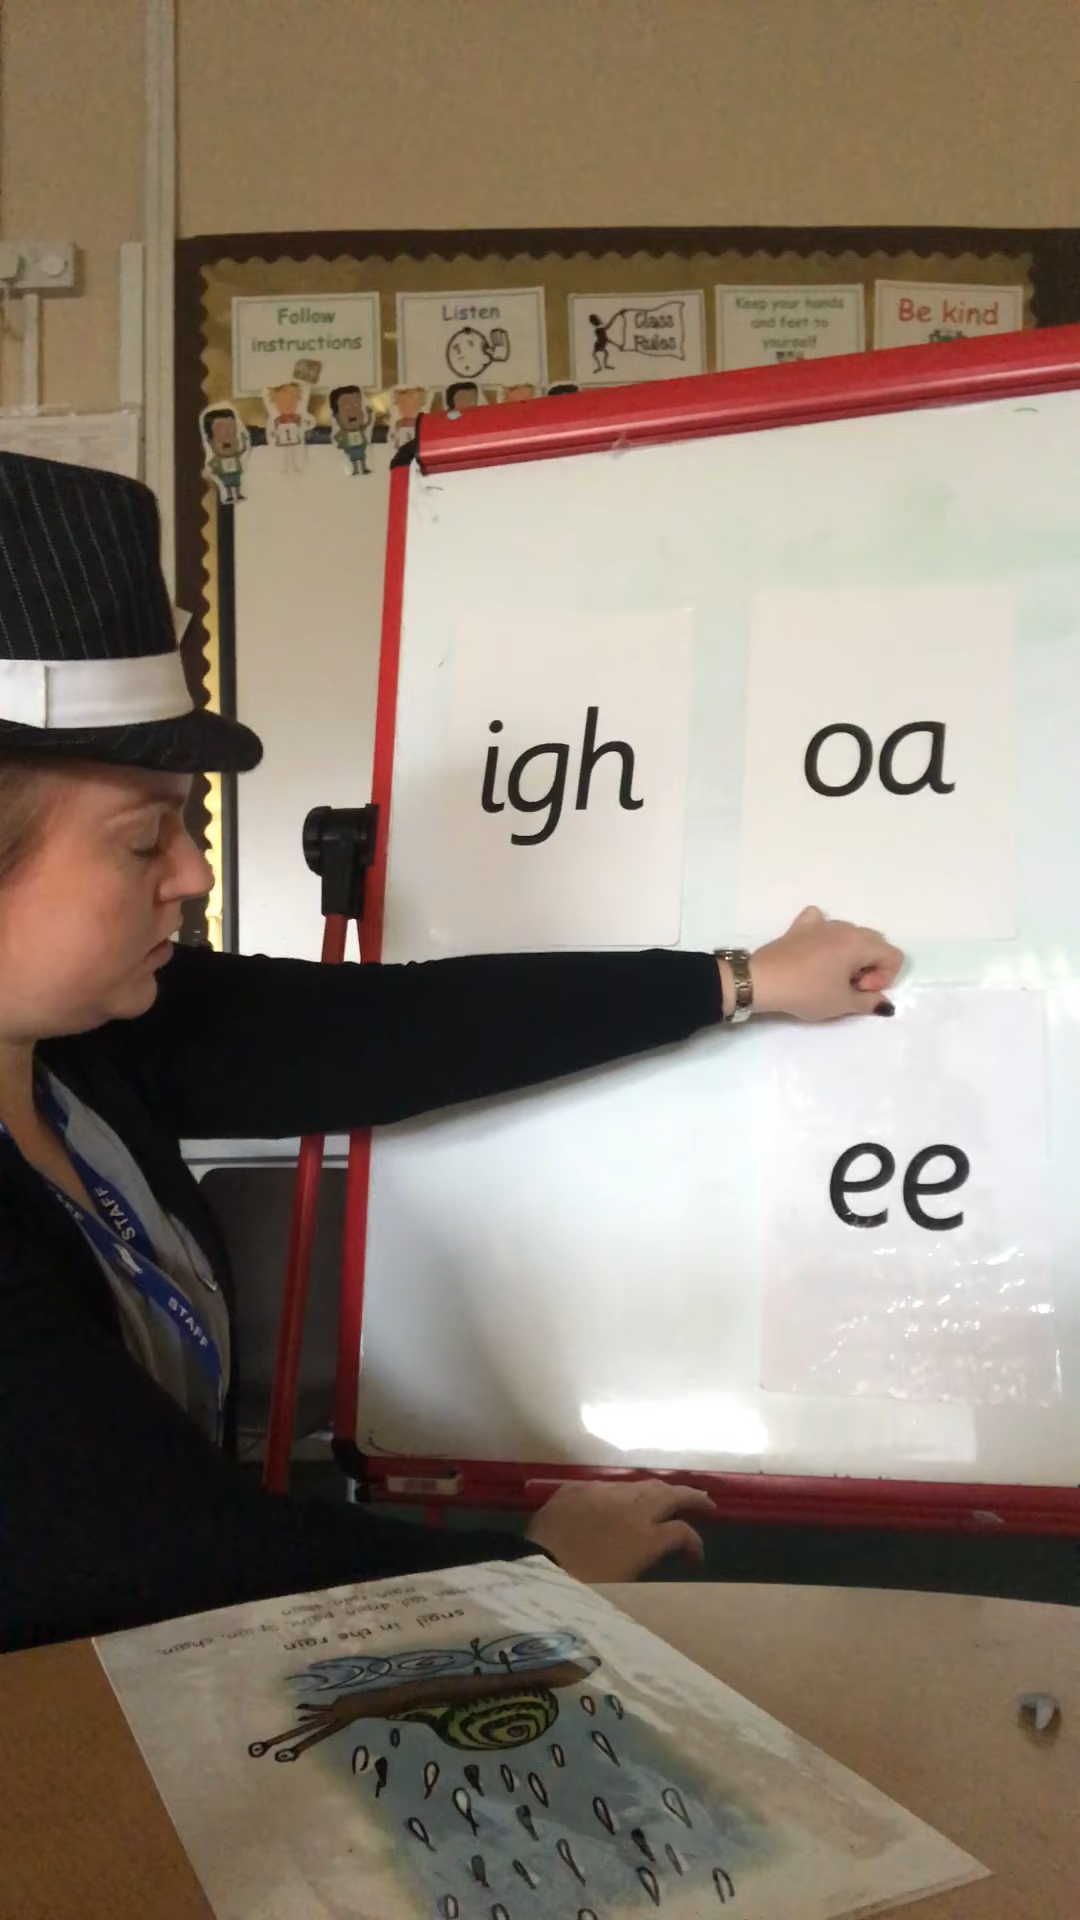 Follow
instructions
Listen
Class
Rules
Keep your hands
and feet to
yourself
Be kind
igh
oa
ee
STAFF
STAFF
snail in the rain